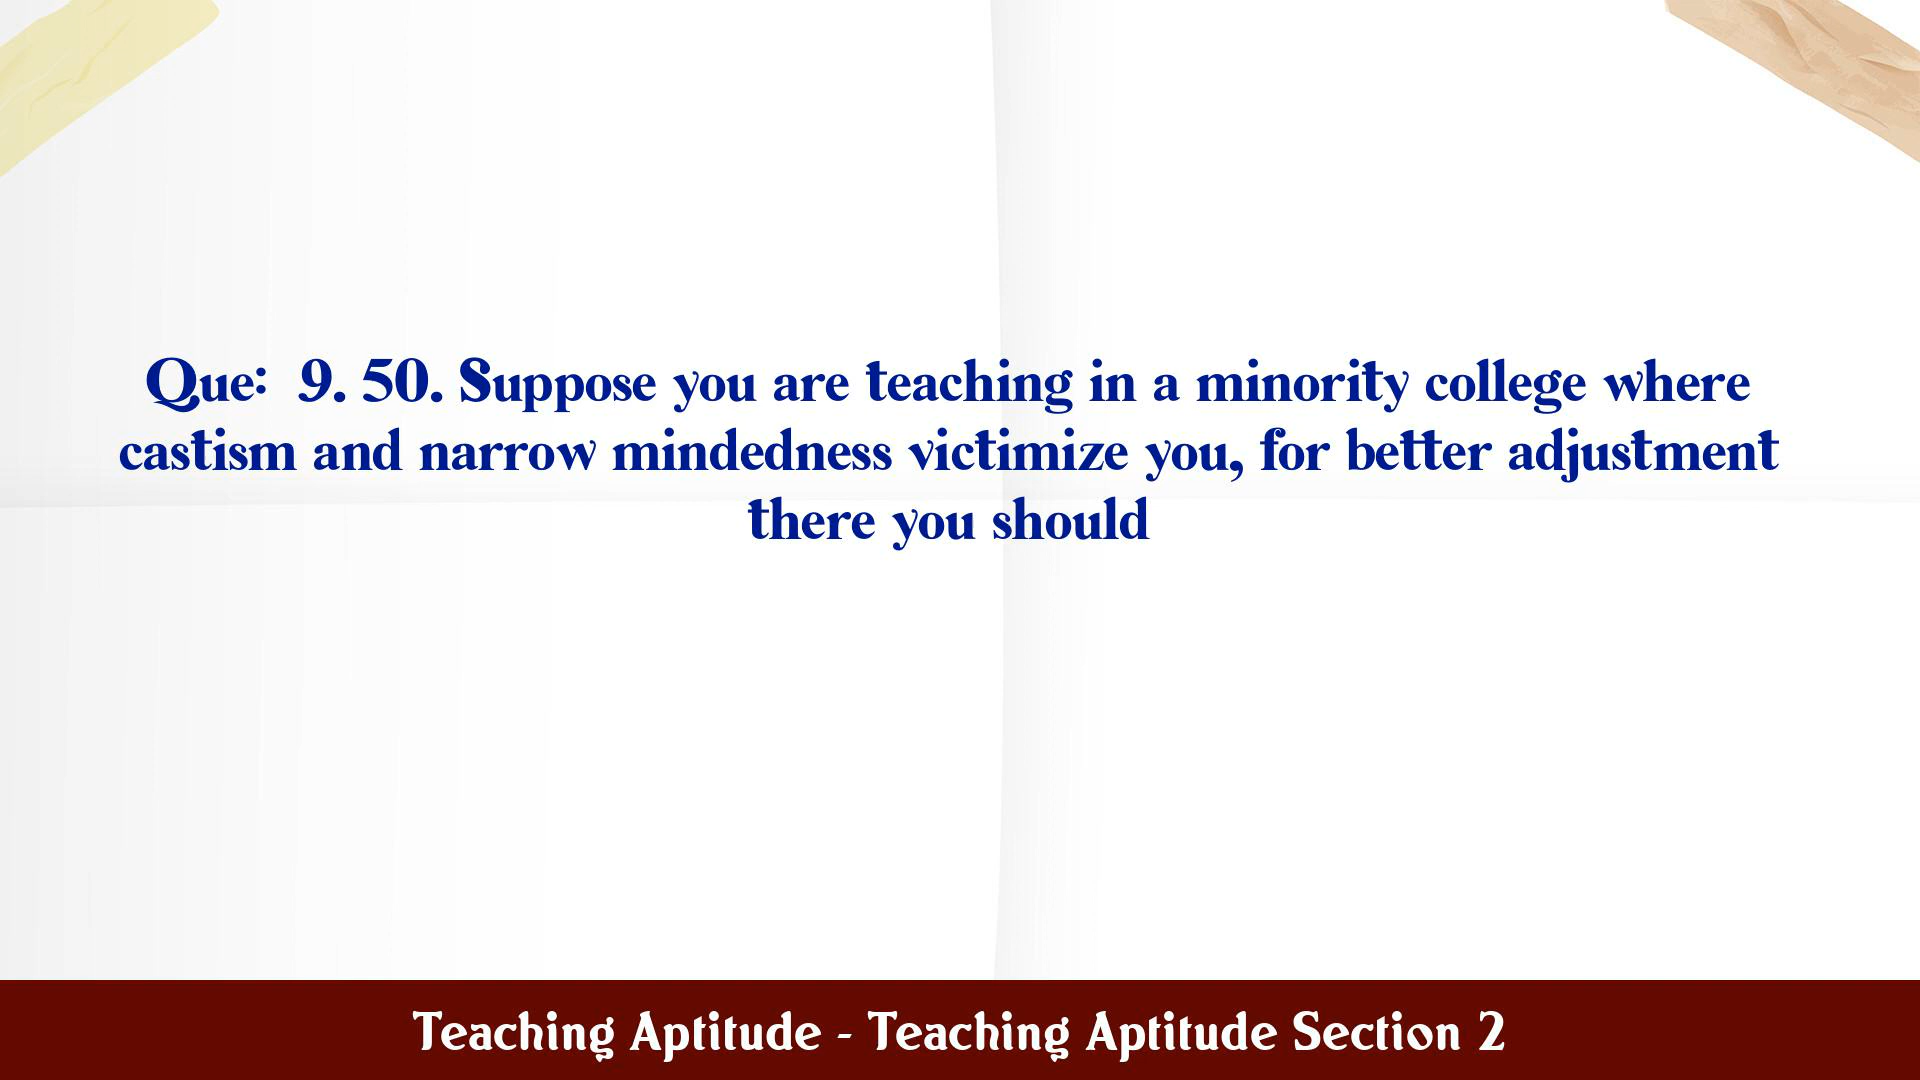 Que: 9. 50. Suppose you are teaching in a minority college where
castism and narrow mindedness victimize you, for better adjustment
there you should
Teaching Aptitude - Teaching Aptitude Section 2